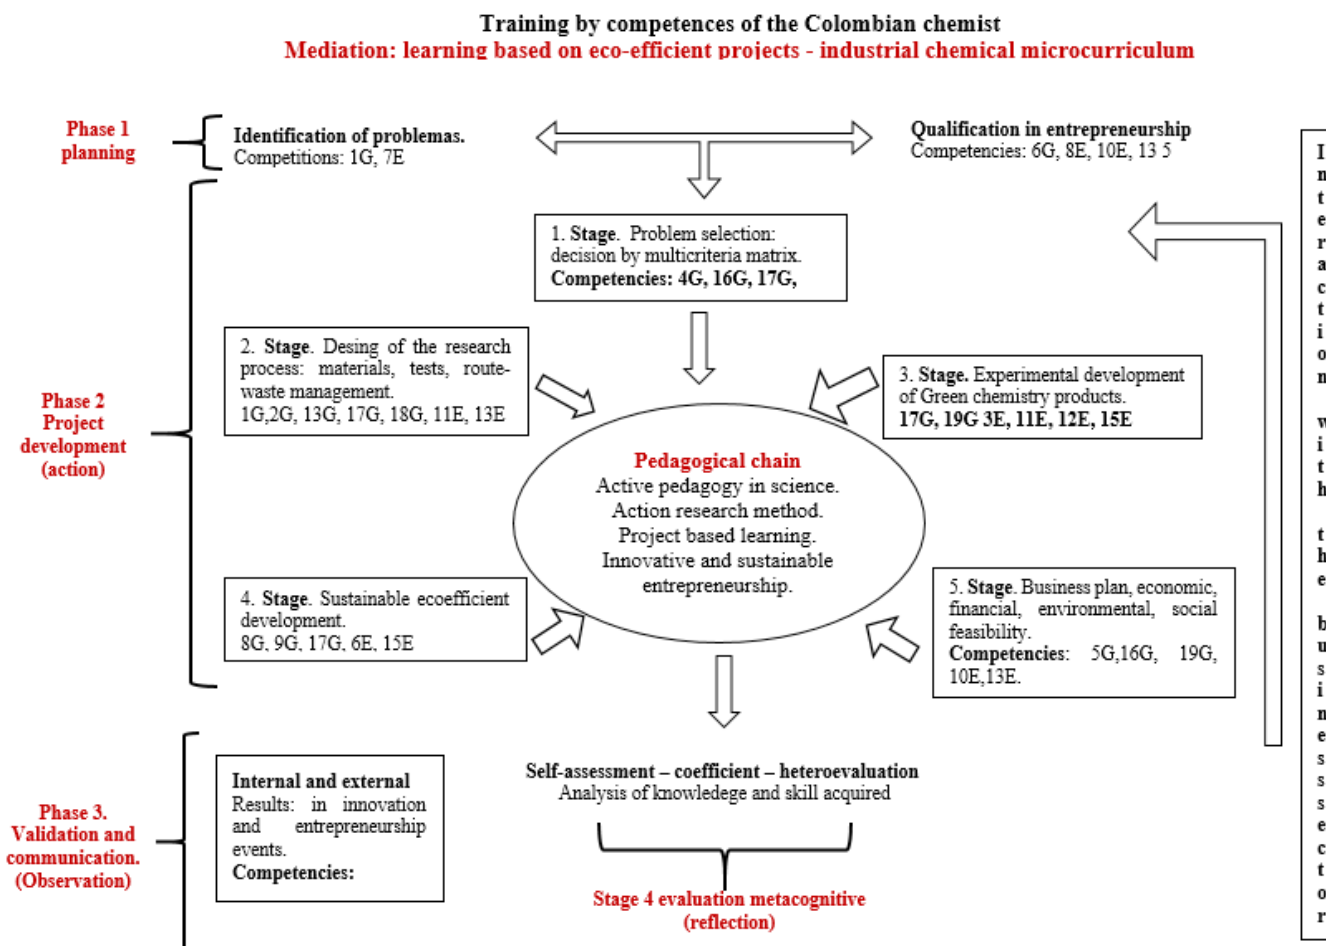 Training by competences of the Colombian chemist
Mediation: learning based on eco-efficient projects - industrial chemical microcurriculum
Phase 1
planning
Identification of problemas.
Competitions: 1G, 7E
Qualification in entrepreneurship
Competencies: 6G, 8E, 10E, 13 5
1. Stage. Problem selection:
decision by multicriteria matrix.
Competencies: 4G, 16G, 17G,
Phase 2
Project
development
(action)
2. Stage. Desing of the research
process: materials, tests, route-
waste management.
1G,2G, 13G, 17G, 18G, 11E, 13E
3. Stage. Experimental development
of Green chemistry products.
17G, 19G 3E, 11E, 12E, 15E
Pedagogical chain
Active pedagogy in science.
Action research method.
Project based learning.
Innovative and sustainable
entrepreneurship.
4. Stage. Sustainable ecoefficient
development.
8G, 9G, 17G, 6E, 15E
5. Stage. Business plan, economic,
financial, environmental, social
feasibility.
Competencies: 5G,16G, 19G,
10E,13E.
Phase 3.
Validation and
communication.
(Observation)
Internal and external
Results: in innovation
and entrepreneurship
events.
Competencies:
Self-assessment – coefficient – heteroevaluation
Analysis of knowledege and skill acquired
Stage 4 evaluation metacognitive
(reflection)
I
n
t
e
r
a
c
t
i
o
n
w
i
t
h
t
h
e
b
u
s
i
n
e
s
s
s
e
c
t
o
r